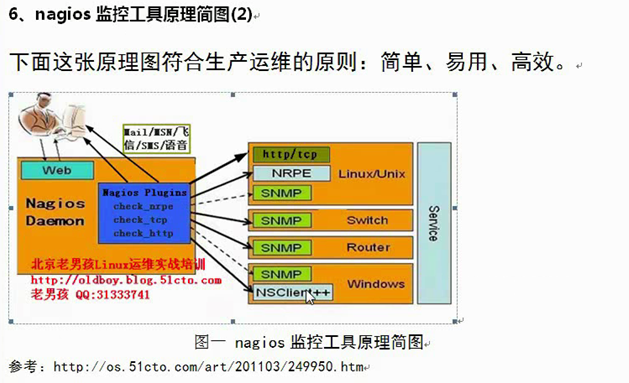 6、nagios 监控工具原理简图(2)
下面这张原理图符合生产运维的原则：简单、易用、高效。
Mail/MSN/飞
信/SMS/语音
Web
Nagios
Daemon
Nagios Plugins
check_nrpe
check_tcp
check_http
http/tcp
NRPE
SNMP
Linux/Unix
SNMP
Switch
SNMP
Router
SNMP
NSClient++
Windows
Service
北京老男孩Linux运维实战培训
http://oldboy.blog.51cto.com
老男孩 QQ:31333741
图一 nagios 监控工具原理简图
参考：http://os.51cto.com/art/201103/249950.htm